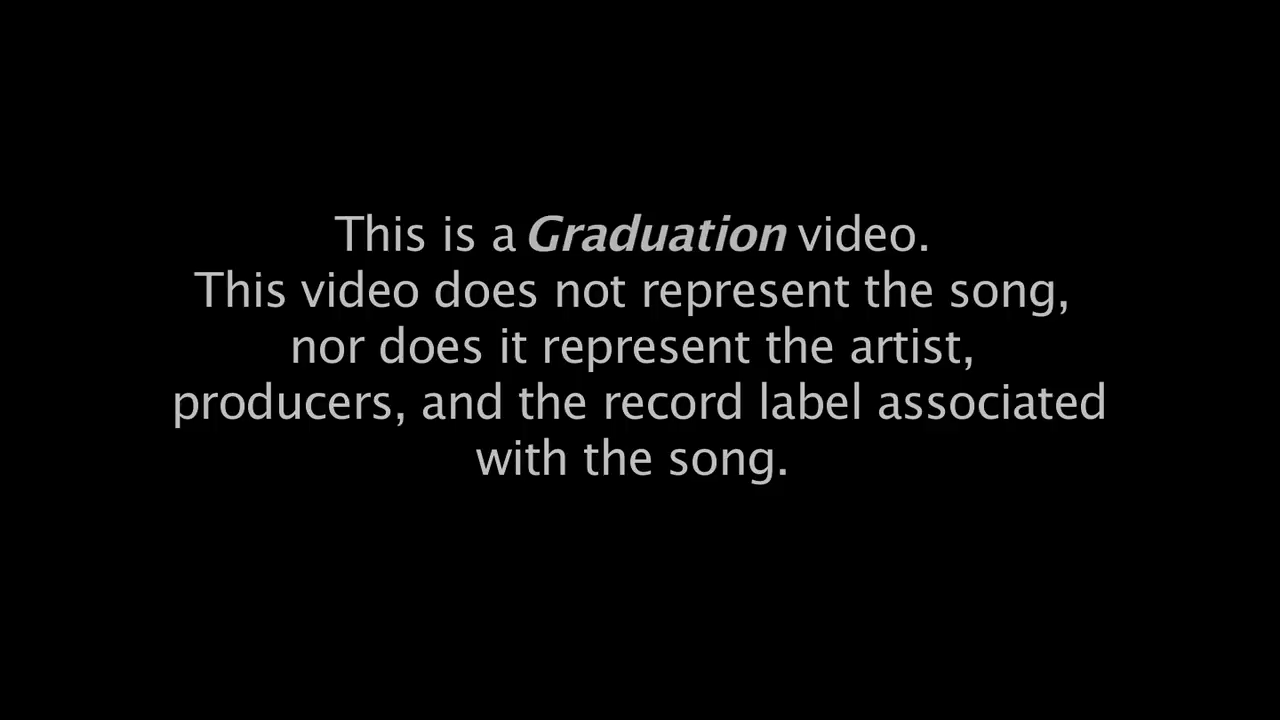 This is a Graduation video.
This video does not represent the song,
nor does it represent the artist,
producers, and the record label associated
with the song.